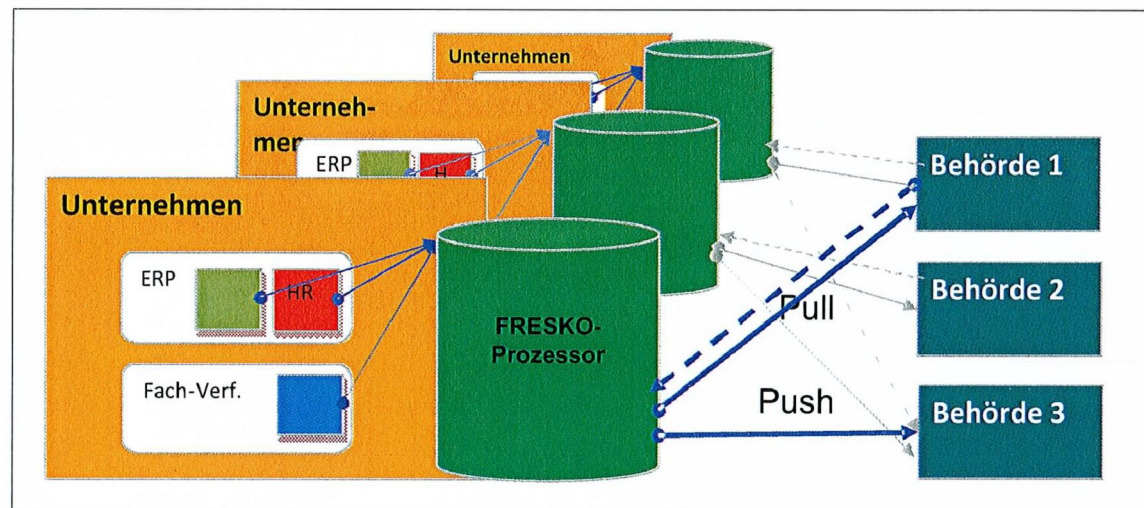 Unternehmen
Unterneh-
men
ERP
H
Unternehmen
ERP
HR
Fach-Verf.
FRESKO-
Prozessor
Pull
Push
Behörde 1
Behörde 2
Behörde 3